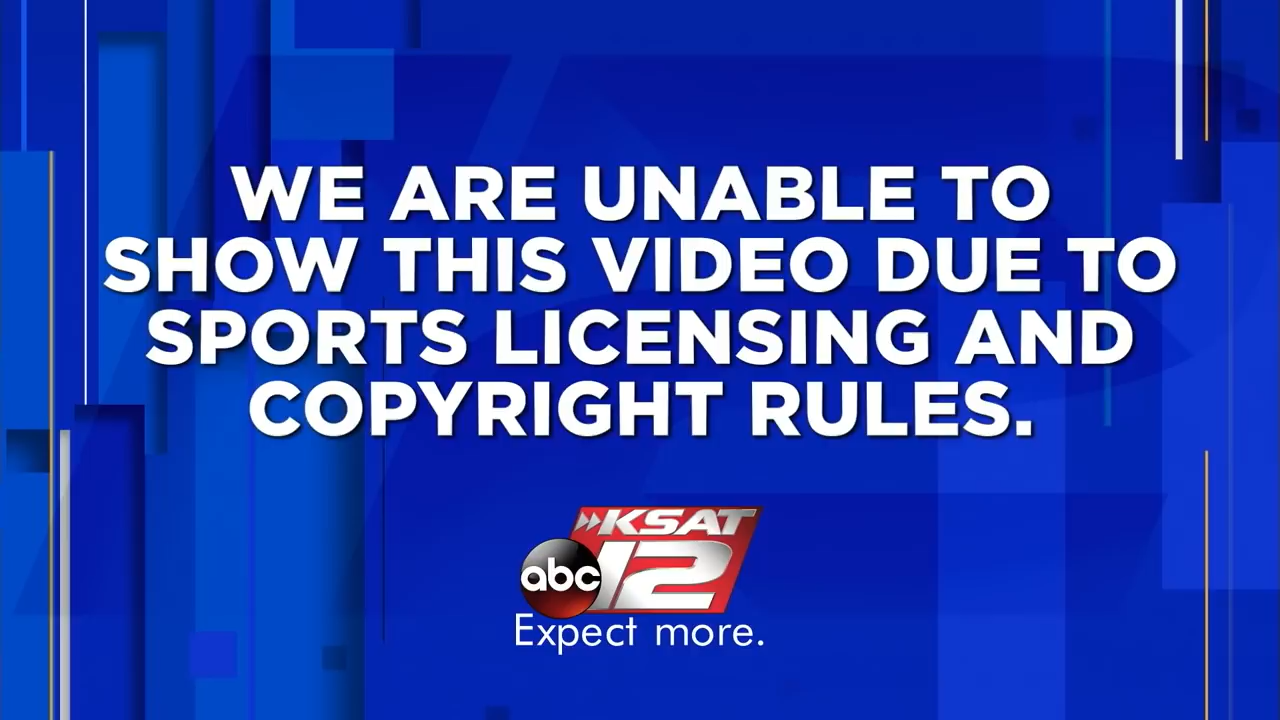 WE ARE UNABLE TO
SHOW THIS VIDEO DUE TO
SPORTS LICENSING AND
COPYRIGHT RULES.
KSAT
abc 12
Expect more.